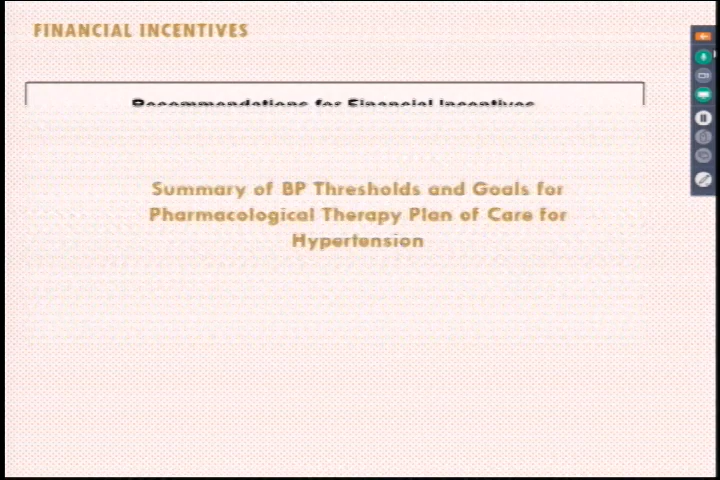 FINANCIAL INCENTIVES
Recommendations for Financial Incentives
Summary of BP Thresholds and Goals for
Pharmacological Therapy Plan of Care for
Hypertension